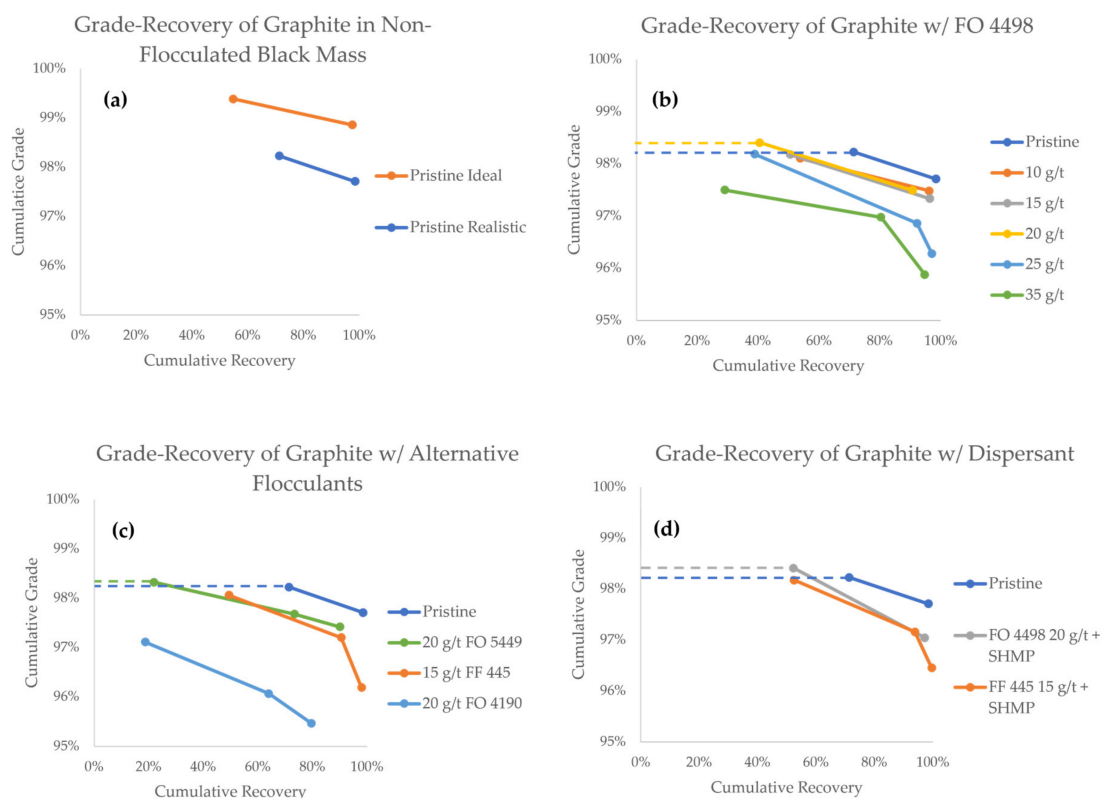 Grade-Recovery of Graphite in Non-
Flocculated Black Mass
(a)
Cumulatice Grade
100%
99%
98%
97%
96%
95%
0% 20% 40% 60% 80% 100%
Cumulative Recovery
Pristine Ideal
Pristine Realistic
Grade-Recovery of Graphite w/ FO 4498
(b)
Cumulative Grade
100%
99%
98%
97%
96%
95%
0% 20% 40% 60% 80% 100%
Cumulative Recovery
Pristine
10 g/t
15 g/t
20 g/t
25 g/t
35 g/t
Grade-Recovery of Graphite w/ Alternative
Flocculants
(c)
Cumulative Grade
100%
99%
98%
97%
96%
95%
0% 20% 40% 60% 80% 100%
Cumulative Recovery
Pristine
20 g/t FO 5449
15 g/t FF 445
20 g/t FO 4190
Grade-Recovery of Graphite w/ Dispersant
(d)
Cumulative Grade
100%
99%
98%
97%
96%
95%
0% 20% 40% 60% 80% 100%
Cumulative Recovery
Pristine
FO 4498 20 g/t +
SHMP
FF 445 15 g/t +
SHMP